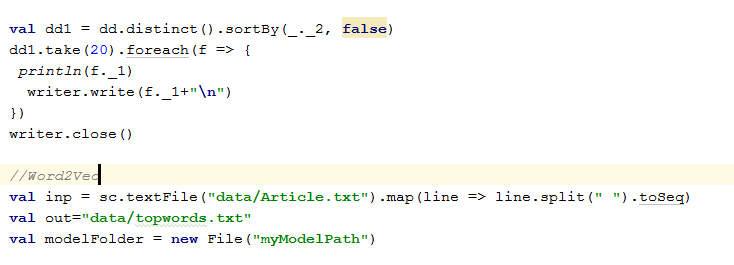 val dd1 = dd.distinct().sortBy(_._2, false)
dd1.take(20).foreach(f => {
 println(f._1)
  writer.write(f._1+"\n")
})
writer.close()

//Word2Vec
val inp = sc.textFile("data/Article.txt").map(line => line.split(" ").toSeq)
val out="data/topwords.txt"
val modelFolder = new File("myModelPath")